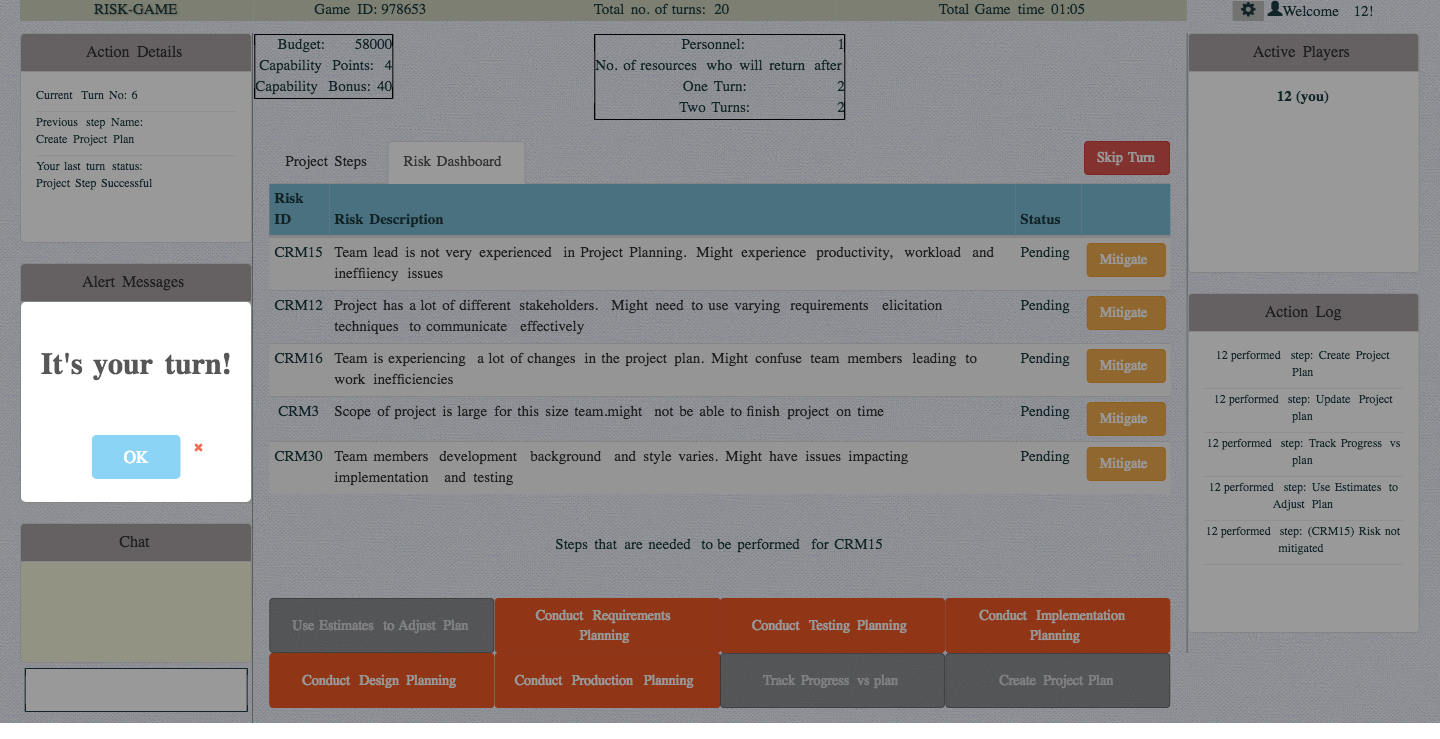 RISK-GAME
Game ID: 978653
Total no. of turns: 20
Total Game time 01:05
Welcome 12!
Action Details
Current Turn No: 6
Previous step Name:
Create Project Plan
Your last turn status:
Project Step Successful
Alert Messages
It's your turn!
OK
Chat
Budget: 58000
Capability Points: 4
Capability Bonus: 40
Personnel: 1
No. of resources who will return after
One Turn: 2
Two Turns: 2
Project Steps
Risk Dashboard
Skip Turn
Risk
ID
Risk Description
Status
CRM15 Team lead is not very experienced in Project Planning. Might experience productivity, workload and Pending Mitigate
ineffiiency issues
CRM12 Project has a lot of different stakeholders. Might need to use varying requirements elicitation Pending Mitigate
techniques to communicate effectively
CRM16 Team is experiencing a lot of changes in the project plan. Might confuse team members leading to Pending Mitigate
work inefficiencies
CRM3 Scope of project is large for this size team.might not be able to finish project on time Pending Mitigate
CRM30 Team members development background and style varies. Might have issues impacting Pending Mitigate
implementation and testing
Steps that are needed to be performed for CRM15
Use Estimates to Adjust Plan
Conduct Requirements
Planning
Conduct Testing Planning
Conduct Implementation
Planning
Conduct Design Planning
Conduct Production Planning
Track Progress vs plan
Create Project Plan
Active Players
12 (you)
Action Log
12 performed step: Create Project
Plan
12 performed step: Update Project
plan
12 performed step: Track Progress vs
plan
12 performed step: Use Estimates to
Adjust Plan
12 performed step: (CRM15) Risk not
mitigated